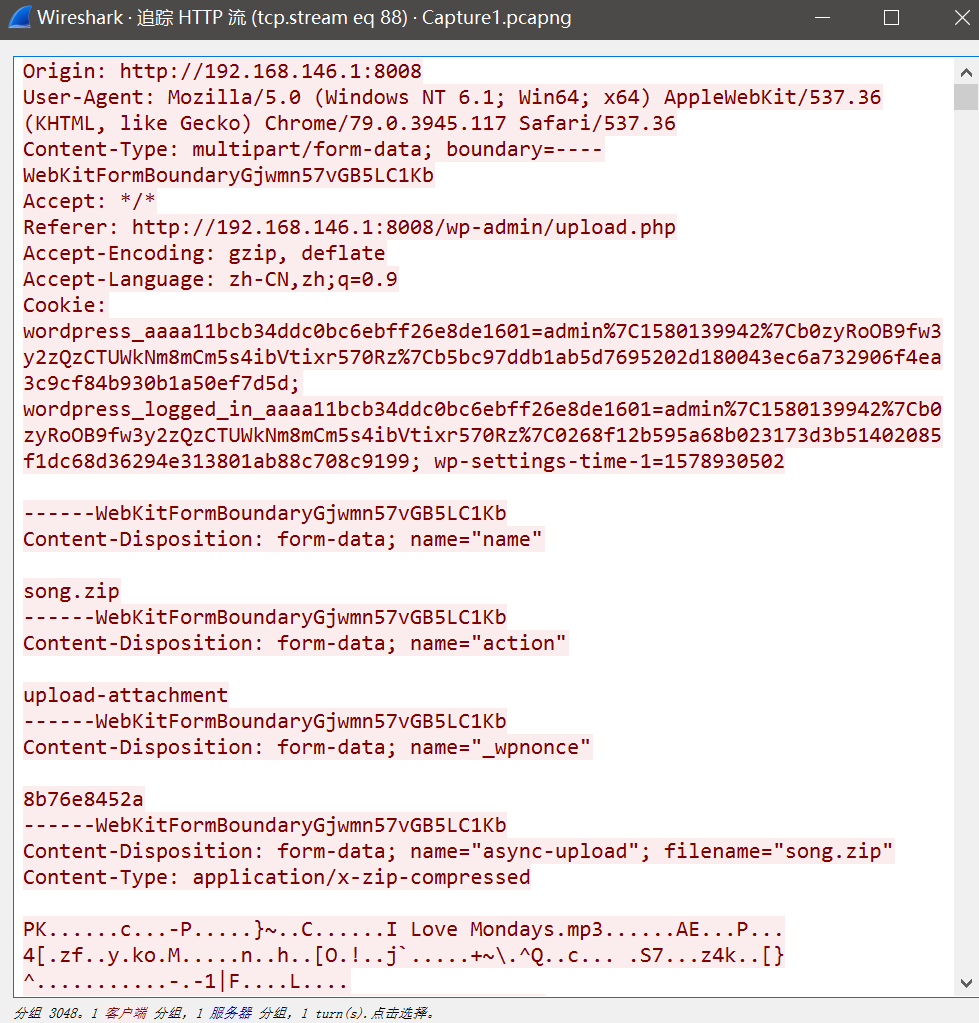 Wireshark · 追踪 HTTP 流 (tcp.stream eq 88) · Capture1.pcapng
Origin: http://192.168.146.1:8008
User-Agent: Mozilla/5.0 (Windows NT 6.1; Win64; x64) AppleWebKit/537.36
(KHTML, like Gecko) Chrome/79.0.3945.117 Safari/537.36
Content-Type: multipart/form-data; boundary=----
WebKitFormBoundaryGjwmn57vGB5LC1Kb
Accept: */*
Referer: http://192.168.146.1:8008/wp-admin/upload.php
Accept-Encoding: gzip, deflate
Accept-Language: zh-CN,zh;q=0.9
Cookie:
wordpress_aaaa11bcb34ddc0bc6ebff26e8de1601=admin%7C1580139942%7Cb0zyRoOB9fw3
y2zQzCTUWkNm8mCm5s4ibVtixr570Rz%7Cb5bc97ddb1ab5d7695202d180043ec6a732906f4ea
3c9cf84b930b1a50ef7d5d;
wordpress_logged_in_aaaa11bcb34ddc0bc6ebff26e8de1601=admin%7C1580139942%7Cb0
zyRoOB9fw3y2zQzCTUWkNm8mCm5s4ibVtixr570Rz%7C0268f12b595a68b023173d3b51402085
f1dc68d36294e313801ab88c708c9199; wp-settings-time-1=1578930502
------WebKitFormBoundaryGjwmn57vGB5LC1Kb
Content-Disposition: form-data; name="name"
song.zip
------WebKitFormBoundaryGjwmn57vGB5LC1Kb
Content-Disposition: form-data; name="action"
upload-attachment
------WebKitFormBoundaryGjwmn57vGB5LC1Kb
Content-Disposition: form-data; name="_wpnonce"
8b76e8452a
------WebKitFormBoundaryGjwmn57vGB5LC1Kb
Content-Disposition: form-data; name="async-upload"; filename="song.zip"
Content-Type: application/x-zip-compressed
PK......c...-P.....}~..C......I Love Mondays.mp3......AE...P...
4[.zf..y.ko.M.....n..h..[O.!..j`.....+~\.^Q..c... .S7...z4k..[}
^...........-.-1|F....L....
分组 3048。1 客户端 分组，1 服务器 分组，1 turn(s).点击选择。